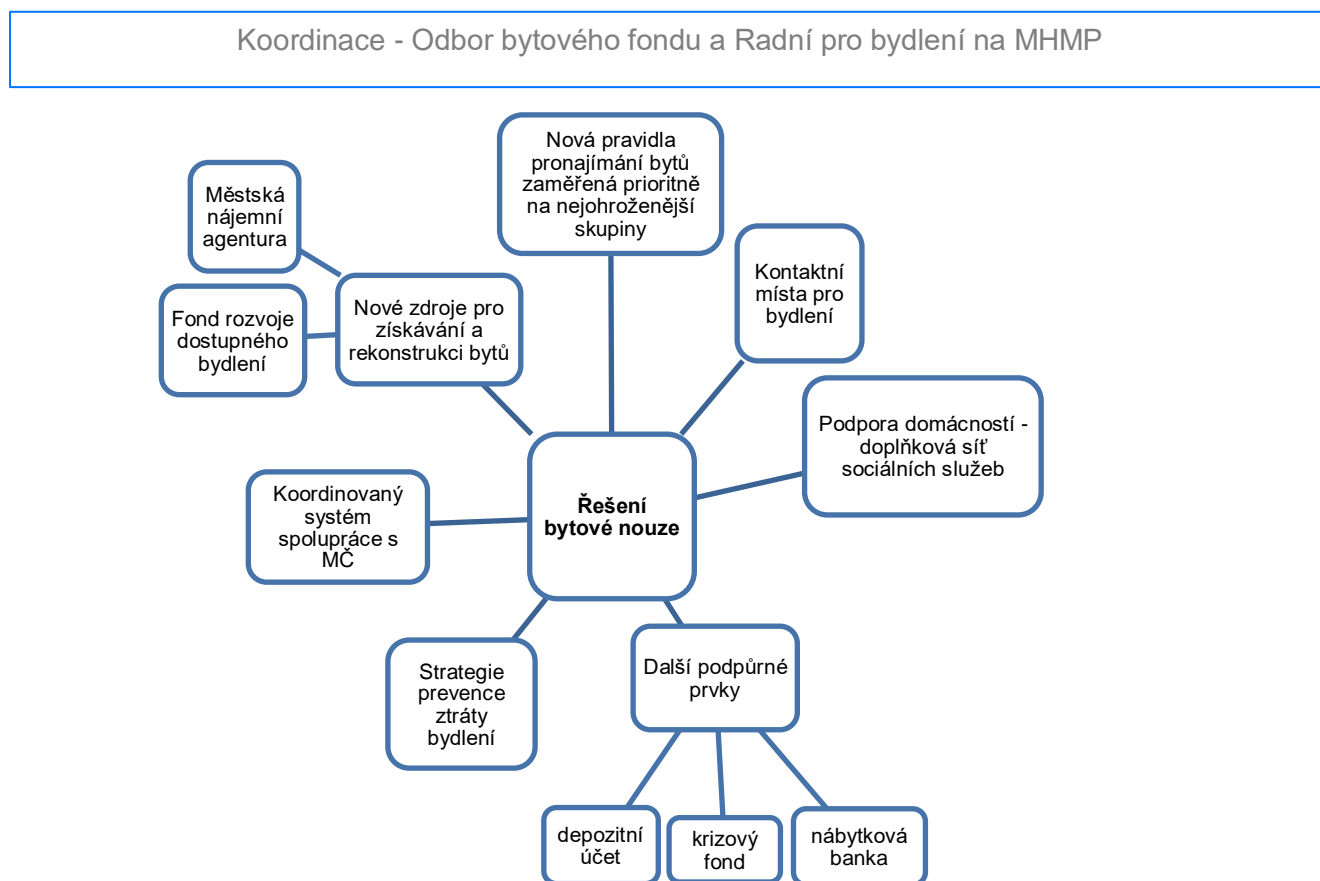 Koordinace - Odbor bytového fondu a Radní pro bydlení na MHMP
Nová pravidla
pronajímání bytů
zaměřená prioritně
na nejohroženější
skupiny
Městská
nájemní
agentura
Kontaktní
místa pro
bydlení
Nové zdroje pro
získávání a
rekonstrukci bytů
Fond rozvoje
dostupného
bydlení
Podpora domácností -
doplňková síť
sociálních služeb
Řešení
bytové nouze
Koordinovaný
systém
spolupráce s
MČ
Strategie
prevence
ztráty
bydlení
Další podpůrné
prvky
depozitní
účet
krizový
fond
nábytková
banka